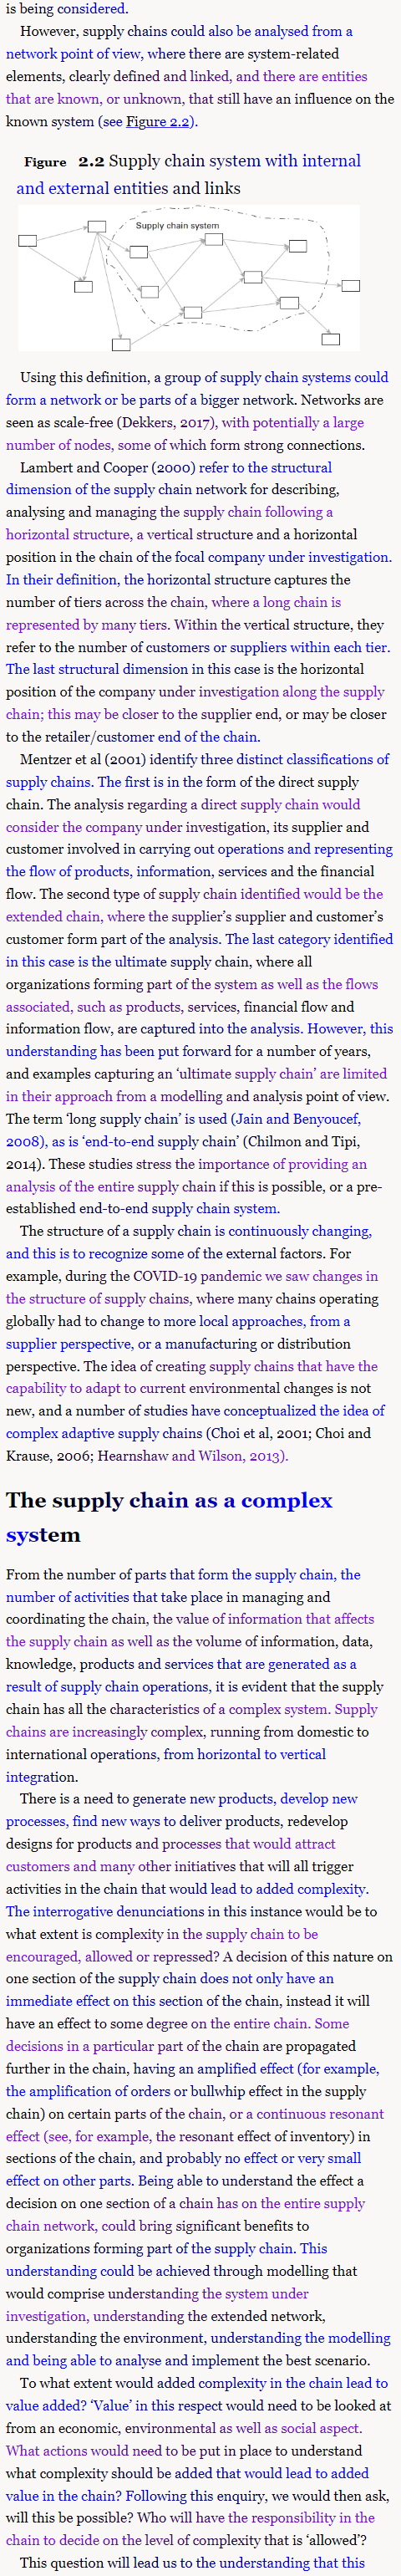 is being considered.
However, supply chains could also be analysed from a
network point of view, where there are system-related
elements, clearly defined and linked, and there are entities
that are known, or unknown, that still have an influence on the
known system (see Figure 2.2).
Figure 2.2 Supply chain system with internal
and external entities and links
Supply chain system
Using this definition, a group of supply chain systems could
form a network or be parts of a bigger network. Networks are
seen as scale-free (Dekkers, 2017), with potentially a large
number of nodes, some of which form strong connections.
Lambert and Cooper (2000) refer to the structural
dimension of the supply chain network for describing,
analysing and managing the supply chain following a
horizontal structure, a vertical structure and a horizontal
position in the chain of the focal company under investigation.
In their definition, the horizontal structure captures the
number of tiers across the chain, where a long chain is
represented by many tiers. Within the vertical structure, they
refer to the number of customers or suppliers within each tier.
The last structural dimension in this case is the horizontal
position of the company under investigation along the supply
chain; this may be closer to the supplier end, or may be closer
to the retailer/customer end of the chain.
Mentzer et al (2001) identify three distinct classifications of
supply chains. The first is in the form of the direct supply
chain. The analysis regarding a direct supply chain would
consider the company under investigation, its supplier and
customer involved in carrying out operations and representing
the flow of products, information, services and the financial
flow. The second type of supply chain identified would be the
extended chain, where the supplier's supplier and customer's
customer form part of the analysis. The last category identified
in this case is the ultimate supply chain, where all
organizations forming part of the system as well as the flows
associated, such as products, services, financial flow and
information flow, are captured into the analysis. However, this
understanding has been put forward for a number of years,
and examples capturing an ‘ultimate supply chain’ are limited
in their approach from a modelling and analysis point of view.
The term ‘long supply chain’ is used (Jain and Benyoucef,
2008), as is ‘end-to-end supply chain’ (Chilmon and Tipi,
2014). These studies stress the importance of providing an
analysis of the entire supply chain if this is possible, or a pre-
established end-to-end supply chain system.
The structure of a supply chain is continuously changing,
and this is to recognize some of the external factors. For
example, during the COVID-19 pandemic we saw changes in
the structure of supply chains, where many chains operating
globally had to change to more local approaches, from a
supplier perspective, or a manufacturing or distribution
perspective. The idea of creating supply chains that have the
capability to adapt to current environmental changes is not
new, and a number of studies have conceptualized the idea of
complex adaptive supply chains (Choi et al, 2001; Choi and
Krause, 2006; Hearnshaw and Wilson, 2013).
The supply chain as a complex
system
From the number of parts that form the supply chain, the
number of activities that take place in managing and
coordinating the chain, the value of information that affects
the supply chain as well as the volume of information, data,
knowledge, products and services that are generated as a
result of supply chain operations, it is evident that the supply
chain has all the characteristics of a complex system. Supply
chains are increasingly complex, running from domestic to
international operations, from horizontal to vertical
integration.
There is a need to generate new products, develop new
processes, find new ways to deliver products, redevelop
designs for products and processes that would attract
customers and many other initiatives that will all trigger
activities in the chain that would lead to added complexity.
The interrogative denunciations in this instance would be to
what extent is complexity in the supply chain to be
encouraged, allowed or repressed? A decision of this nature on
one section of the supply chain does not only have an
immediate effect on this section of the chain, instead it will
have an effect to some degree on the entire chain. Some
decisions in a particular part of the chain are propagated
further in the chain, having an amplified effect (for example,
the amplification of orders or bullwhip effect in the supply
chain) on certain parts of the chain, or a continuous resonant
effect (see, for example, the resonant effect of inventory) in
sections of the chain, and probably no effect or very small
effect on other parts. Being able to understand the effect a
decision on one section of a chain has on the entire supply
chain network, could bring significant benefits to
organizations forming part of the supply chain. This
understanding could be achieved through modelling that
would comprise understanding the system under
investigation, understanding the extended network,
understanding the environment, understanding the modelling
and being able to analyse and implement the best scenario.
To what extent would added complexity in the chain lead to
value added? ‘Value’ in this respect would need to be looked at
from an economic, environmental as well as social aspect.
What actions would need to be put in place to understand
what complexity should be added that would lead to added
value in the chain? Following this enquiry, we would then ask,
will this be possible? Who will have the responsibility in the
chain to decide on the level of complexity that is ‘allowed’?
This question will lead us to the understanding that this